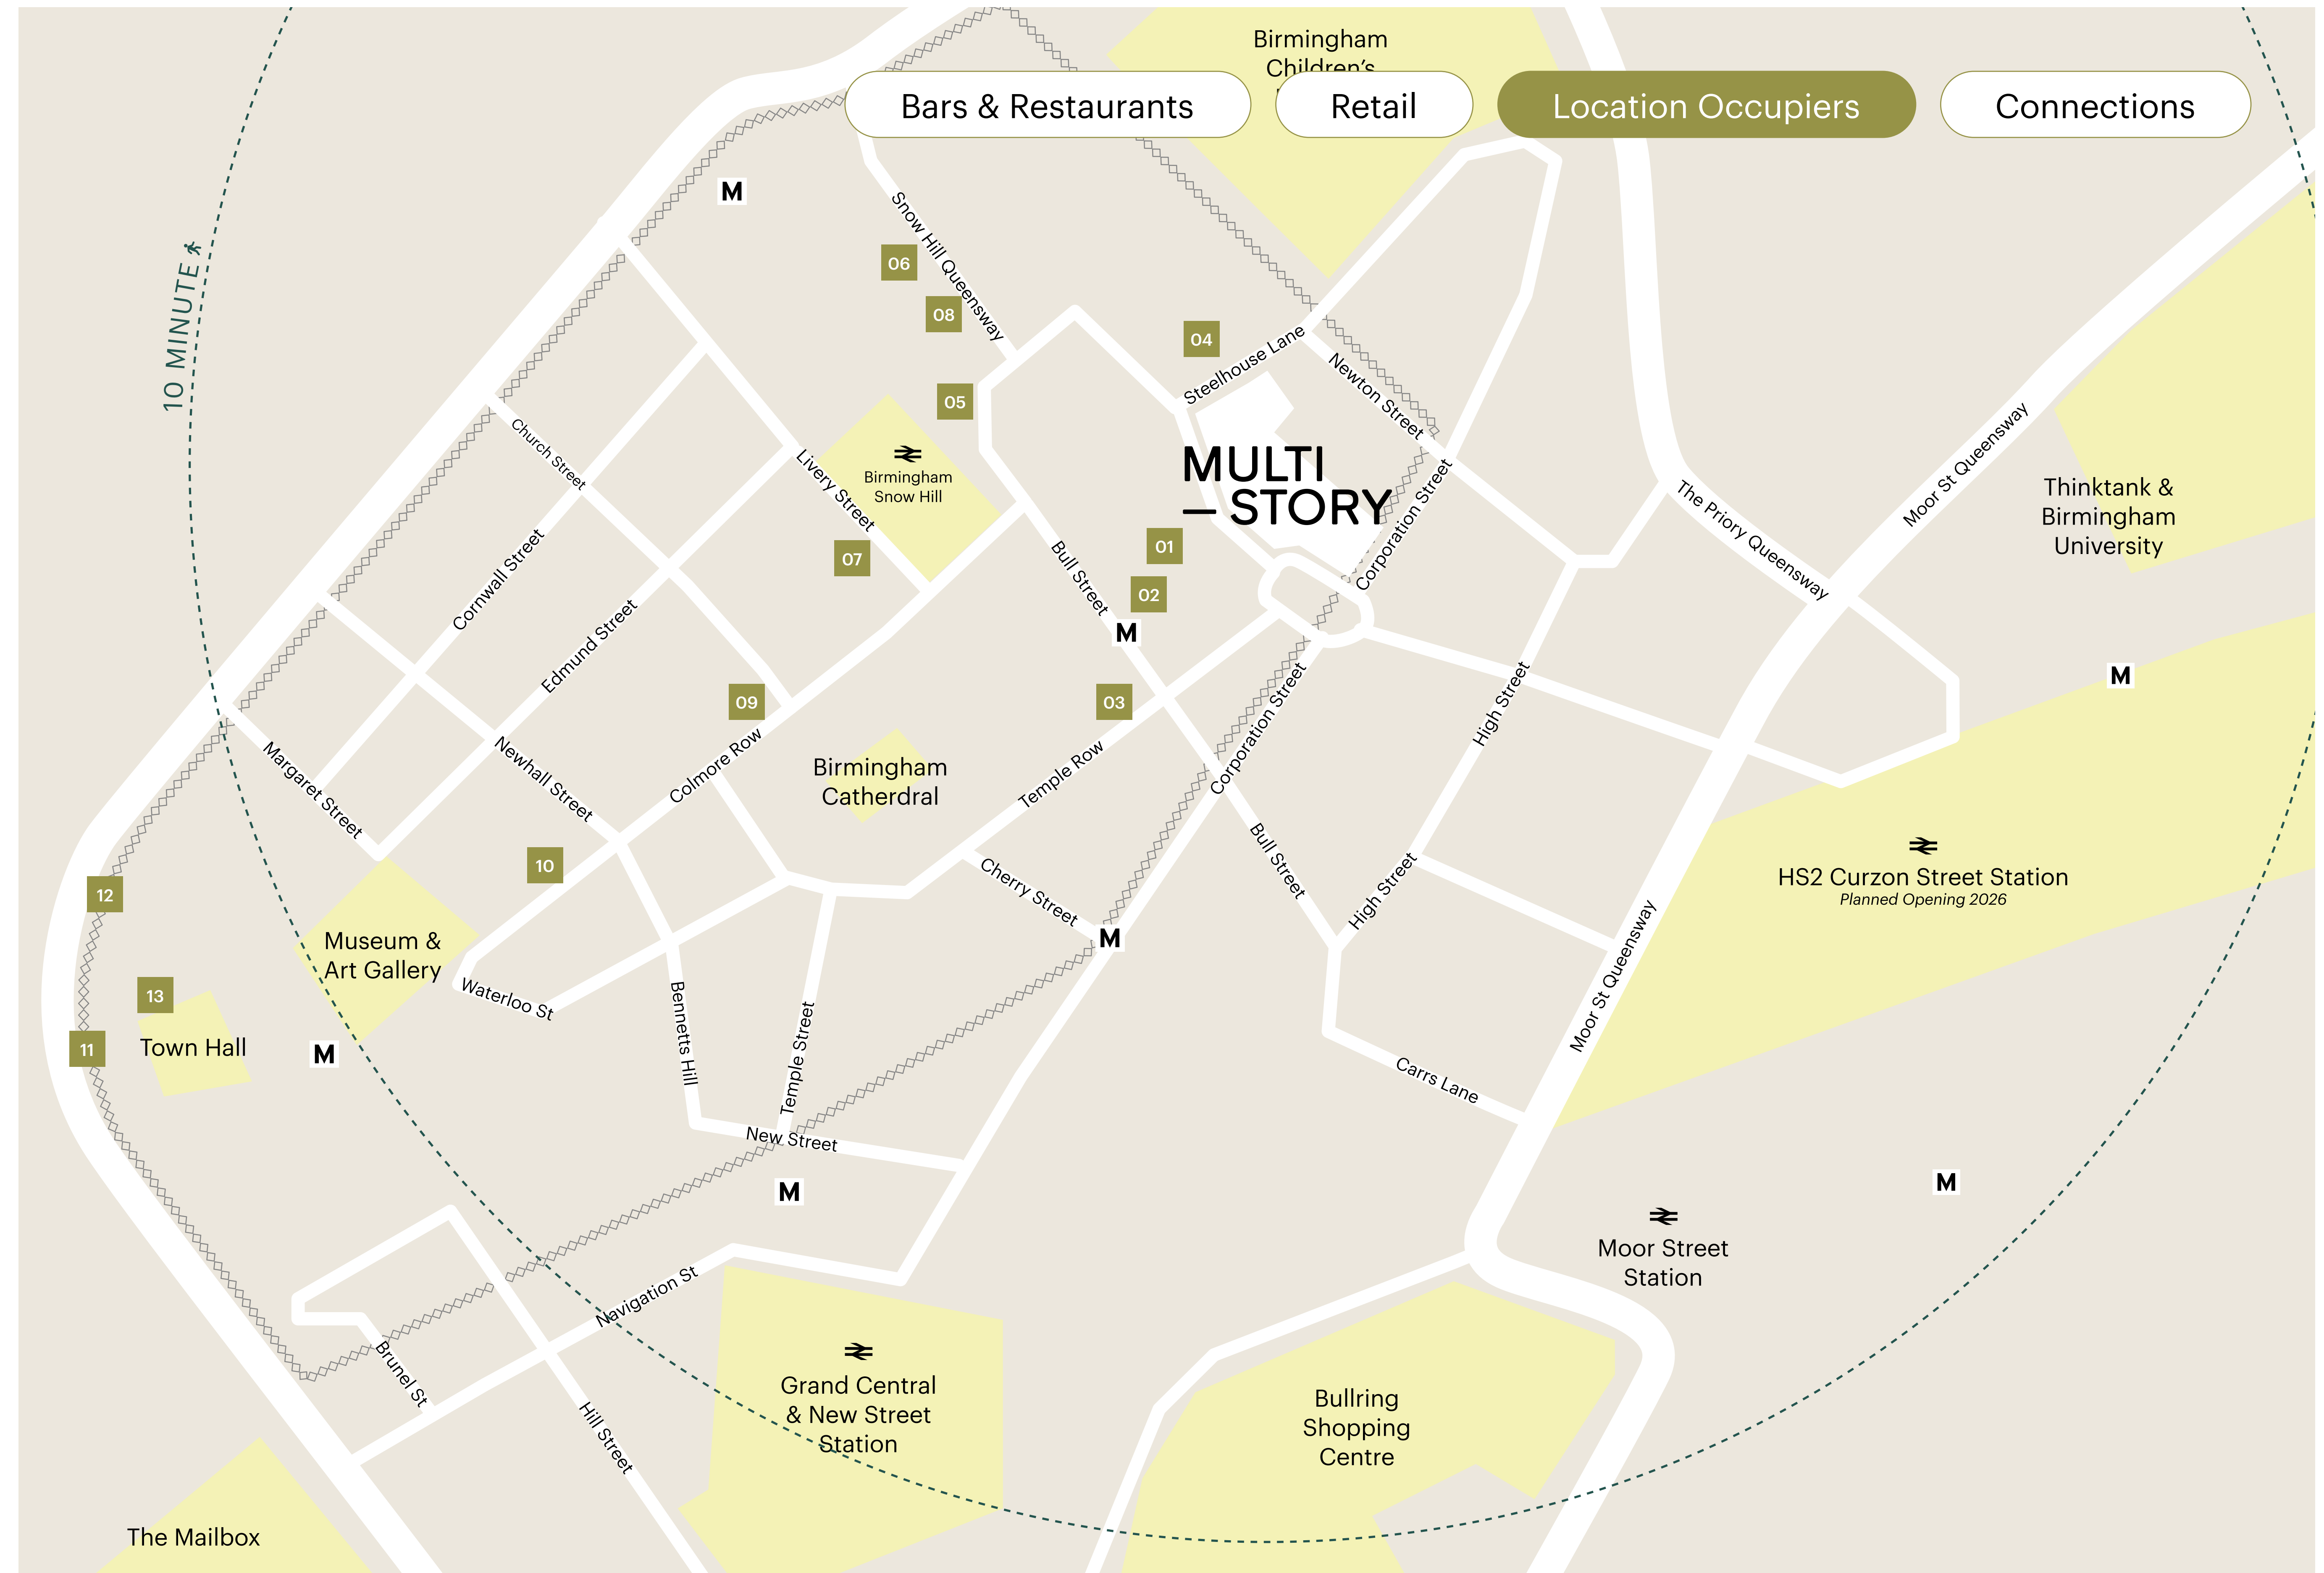 Birmingham
Children's
Bars & Restaurants
Retail
Location Occupiers
Connections
10 MINUTE
M
Snow Hill Queensway
06
08
04
Steelhouse Lane
Newton Street
05
Church Street
Livery Street
Birmingham
Snow Hill
MULTI
— STORY
Corporation Street
The Priory Queensway
Moor St Queensway
Thinktank &
Birmingham
University
Cornwall Street
07
Bull Street
01
02
M
Edmund Street
09
03
High Street
M
Margaret Street
Newhall Street
Colmore Row
Birmingham
Catherdral
Temple Row
Corporation Street
10
12
Cherry Street
Bull Street
High Street
HS2 Curzon Street Station
Planned Opening 2026
Museum &
Art Gallery
M
13
Waterloo St
Bennetts Hill
Temple Street
Moor St Queensway
11
Town Hall
M
Carrs Lane
New Street
M
M
Moor Street
Station
Navigation St
Brunel St
Hill Street
Grand Central
& New Street
Station
Bullring
Shopping
Centre
The Mailbox